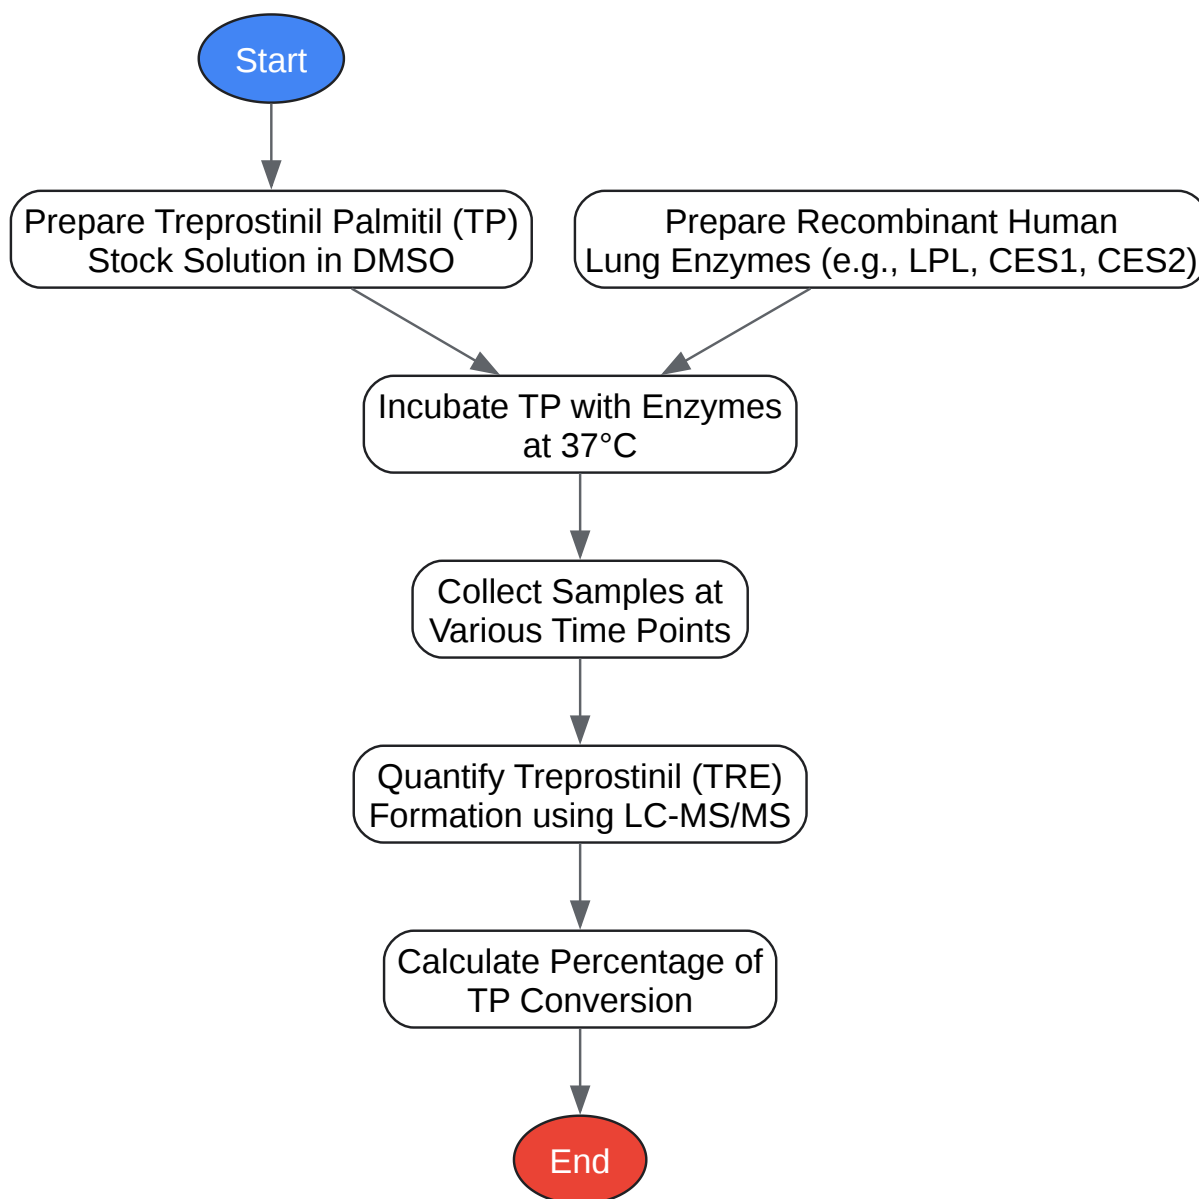 Start
Prepare Treprostinil Palmitil (TP)
Stock Solution in DMSO
Prepare Recombinant Human
Lung Enzymes (e.g., LPL, CES1, CES2)
Incubate TP with Enzymes
at 37°C
Collect Samples at
Various Time Points
Quantify Treprostinil (TRE)
Formation using LC-MS/MS
Calculate Percentage of
TP Conversion
End